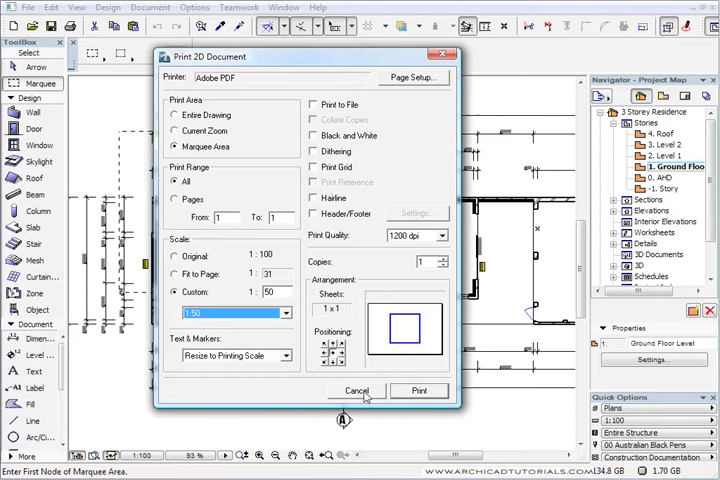 File Edit View Design Document Options Teamwork Window Help
ToolBox
Select
Arrow
Marquee
Design
Wall
Door
Window
Skylight
Roof
Beam
Column
Slab
Stair
Mesh
Curtain...
Zone
Object
Document
Dimen...
Level ...
Text
Label
Fill
Line
Arc/Ci...
Print 2D Document
Printer: Adobe PDF
Page Setup...
Print Area
Entire Drawing
Current Zoom
Marquee Area
Print Range
All
Pages
From: 1 To: 1
Scale:
Original: 1 : 100
Fit to Page: 1 : 31
Custom: 1 : 50
1:50
Text & Markers:
Resize to Printing Scale
Print to File
Collate Copies
Black and White
Dithering
Print Grid
Print Reference
Hairline
Header/Footer
Settings...
Print Quality: 1200 dpi
Copies: 1
Arrangement:
Sheets:
1 x 1
Positioning:
Cancel
Print
A
Navigator - Project Map
3 Storey Residence
Stories
4. Roof
3. Level 2
2. Level 1
1. Ground Floo
0. AHD
-1. Story
Sections
Elevations
Interior Elevations
Worksheets
Details
3D
Schedules
Properties
1. Ground Floor Level
Settings...
Quick Options
Plans
1:100
Entire Structure
00 Australian Black Pens
Construction Documentation
1:100
93 %
Enter First Node of Marquee Area.
WWW.ARCHICADTUTORIALS.COM
134.8 GB
1.70 GB